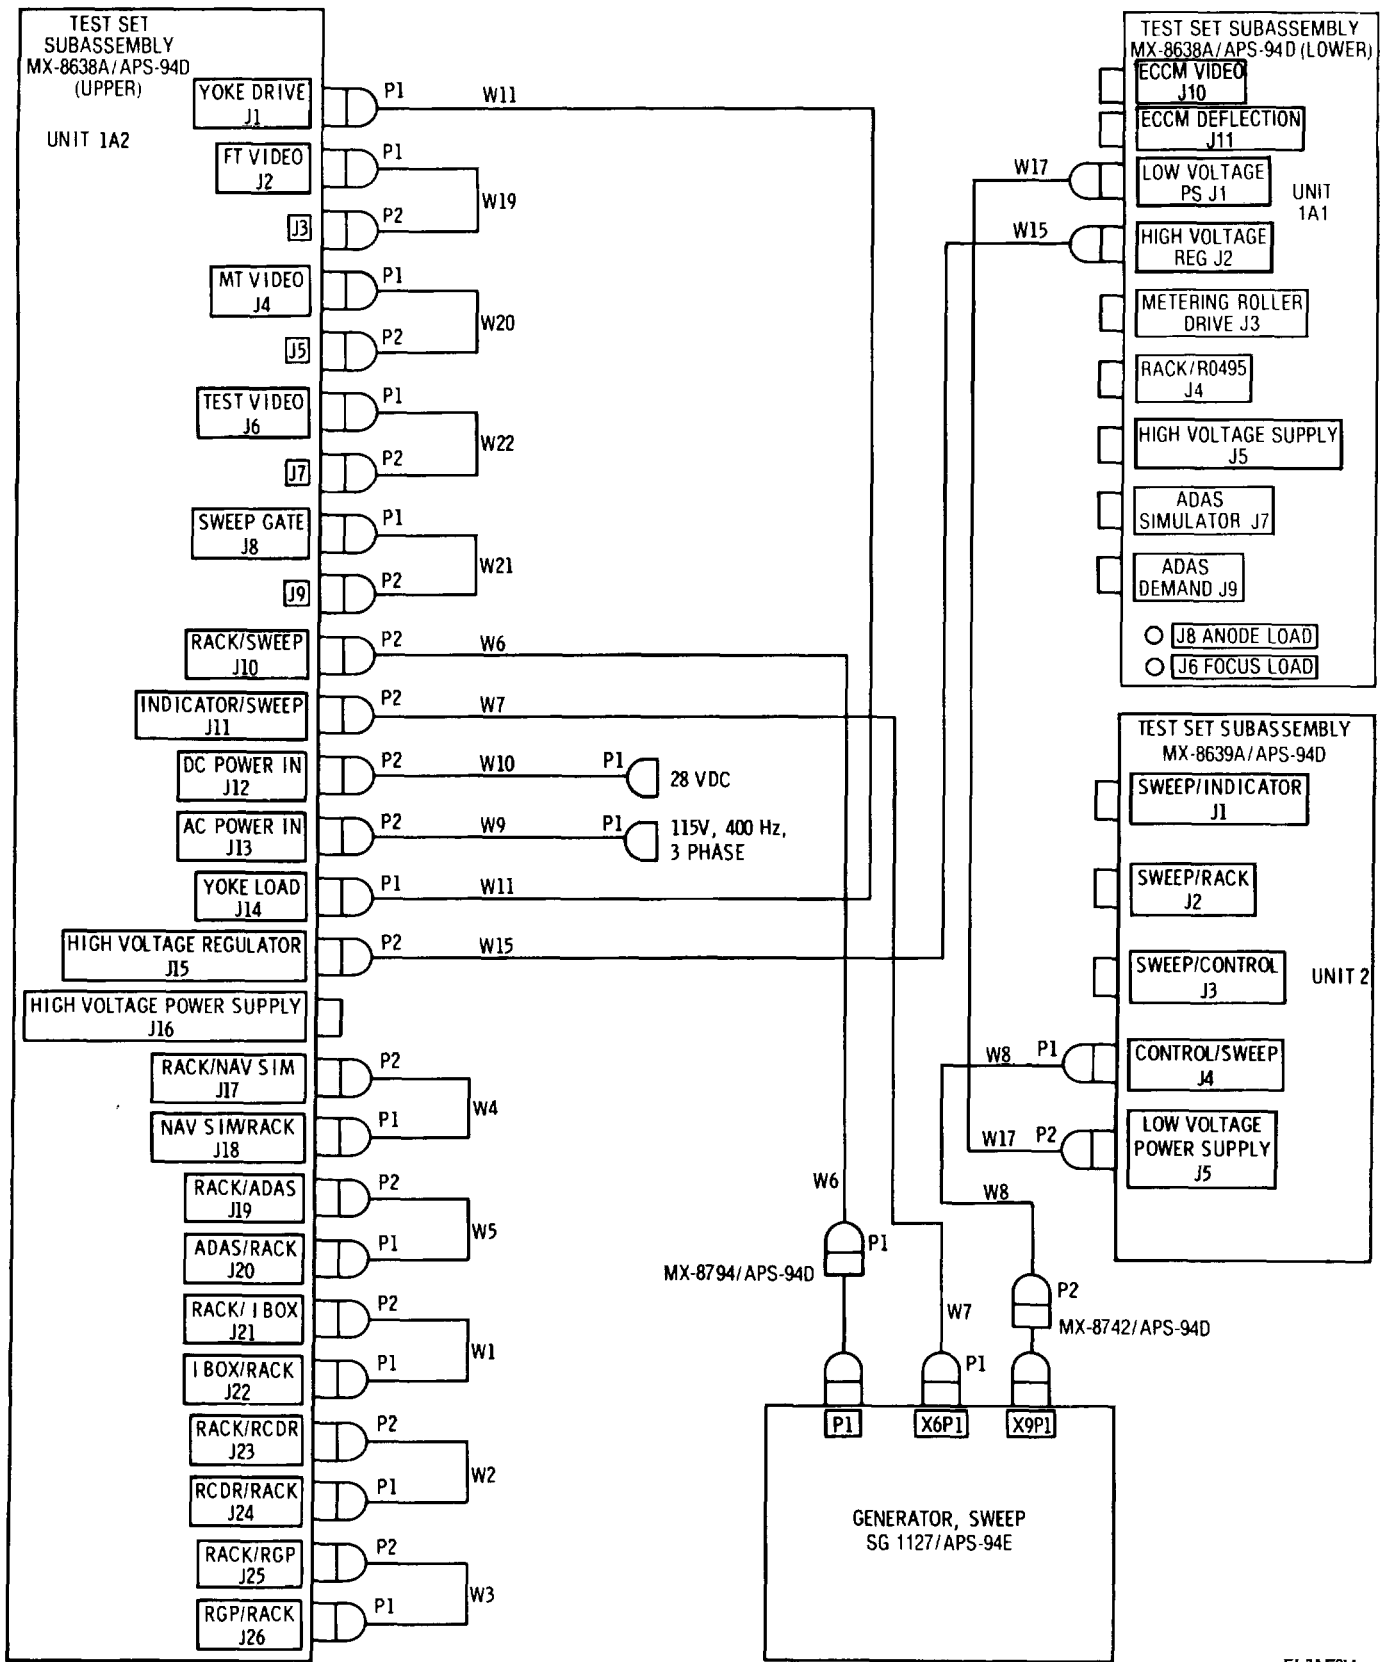 TEST SET
SUBASSEMBLY
MX-8638A/APS-94D
(UPPER)
UNIT 1A2
YOKE DRIVE
J1
P1
W11
FT VIDEO
J2
P1
W19
J3
P2
MT VIDEO
J4
P1
W20
J5
P2
TEST VIDEO
J6
P1
W22
J7
P2
SWEEP GATE
J8
P1
W21
J9
P2
RACK/SWEEP
J10
P2
W6
INDICATOR/SWEEP
J11
P2
W7
DC POWER IN
J12
P2
W10
P1
28 VDC
AC POWER IN
J13
P2
W9
P1
115V, 400 Hz,
3 PHASE
YOKE LOAD
J14
P1
W11
HIGH VOLTAGE REGULATOR
J15
P2
W15
HIGH VOLTAGE POWER SUPPLY
J16
RACK/NAV SIM
J17
P2
W4
NAV SIM/RACK
J18
P1
RACK/ADAS
J19
P2
W5
ADAS/RACK
J20
P1
RACK/ I BOX
J21
P2
W1
I BOX/RACK
J22
P1
RACK/RCDR
J23
P2
W2
RCDR/RACK
J24
P1
RACK/RGP
J25
P2
W3
RGP/RACK
J26
P1
TEST SET SUBASSEMBLY
MX-8638A/APS-94D (LOWER)
ECCM VIDEO
J10
ECCM DEFLECTION
J11
W17
LOW VOLTAGE
PS J1
UNIT
1A1
W15
HIGH VOLTAGE
REG J2
METERING ROLLER
DRIVE J3
RACK/R0495
J4
HIGH VOLTAGE SUPPLY
J5
ADAS
SIMULATOR J7
ADAS
DEMAND J9
J8 ANODE LOAD
J6 FOCUS LOAD
TEST SET SUBASSEMBLY
MX-8639A/APS-94D
SWEEP/INDICATOR
J1
SWEEP/RACK
J2
SWEEP/CONTROL
J3
UNIT 2
W8
P1
CONTROL/SWEEP
J4
W17
P2
LOW VOLTAGE
POWER SUPPLY
J5
W6
W8
P1
MX-8794/APS-94D
P2
MX-8742/APS-94D
W7
P1
P1
X6P1
X9P1
GENERATOR, SWEEP
SG 1127/APS-94E